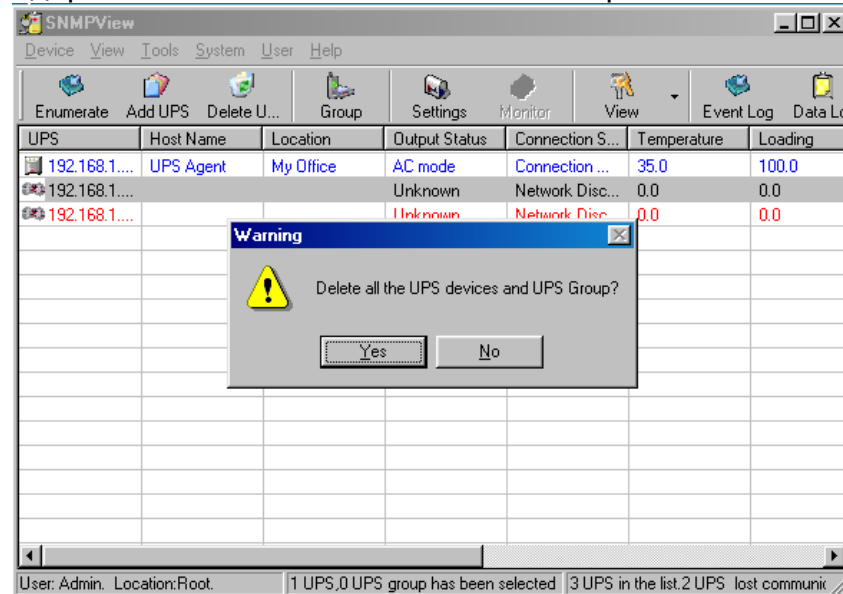 SNMPView
Device View Tools System User Help
Enumerate Add UPS Delete U... Group Settings Monitor View Event Log Data Lo
UPS Host Name Location Output Status Connection S... Temperature Loading
192.168.1.... UPS Agent My Office AC mode Connection ... 35.0 100.0
192.168.1.... Unknown Network Disc... 0.0 0.0
192.168.1.... Unknown Network Disc... 0.0 0.0
Warning
Delete all the UPS devices and UPS Group?
Yes No
User: Admin. Location:Root. 1 UPS,0 UPS group has been selected 3 UPS in the list.2 UPS lost communic